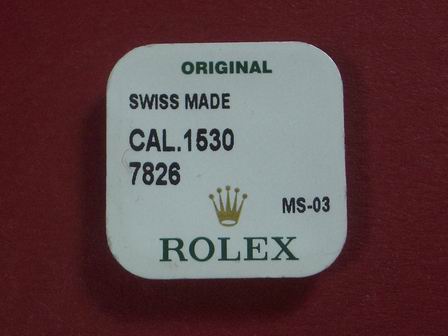 ORIGINAL
SWISS MADE
CAL.1530
7826
MS-03
ROLEX